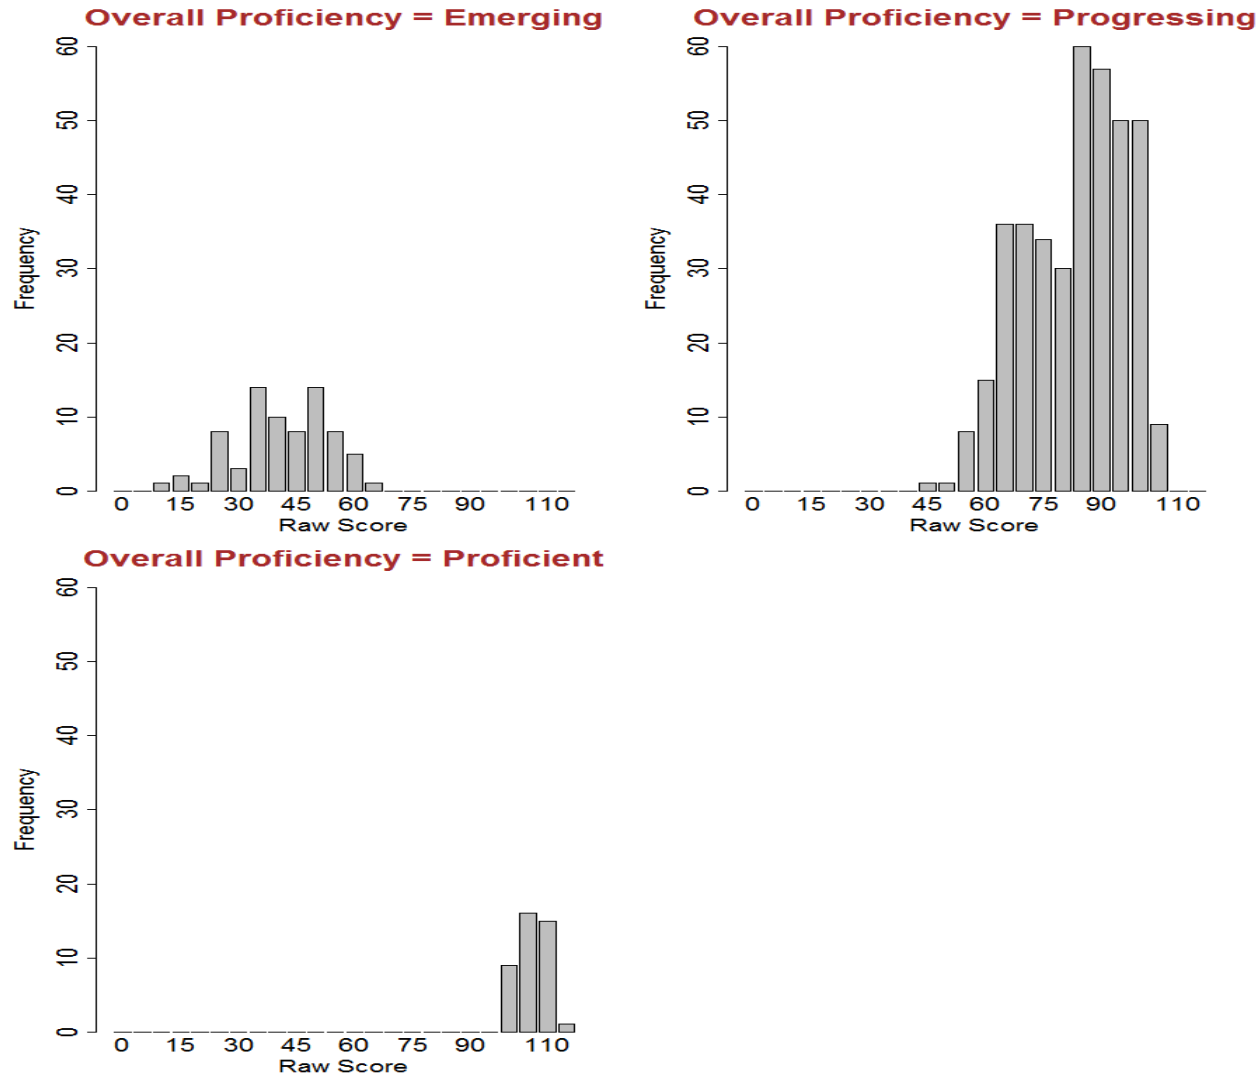 Overall Proficiency = Emerging
Frequency
0 10 20 30 40 50 60
0 15 30 45 60 75 90 110
Raw Score
Overall Proficiency = Progressing
Frequency
0 10 20 30 40 50 60
0 15 30 45 60 75 90 110
Raw Score
Overall Proficiency = Proficient
Frequency
0 10 20 30 40 50 60
0 15 30 45 60 75 90 110
Raw Score